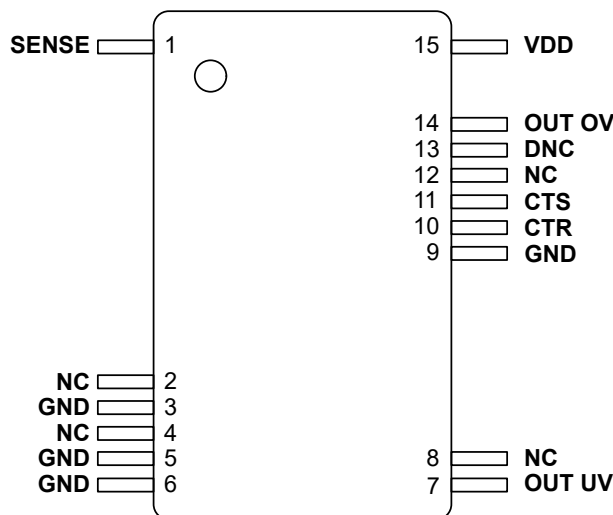 SENSE 1 15 VDD
14 OUT OV
13 DNC
12 NC
11 CTS
10 CTR
9 GND
NC 2
GND 3
NC 4
GND 5 8 NC
GND 6 7 OUT UV